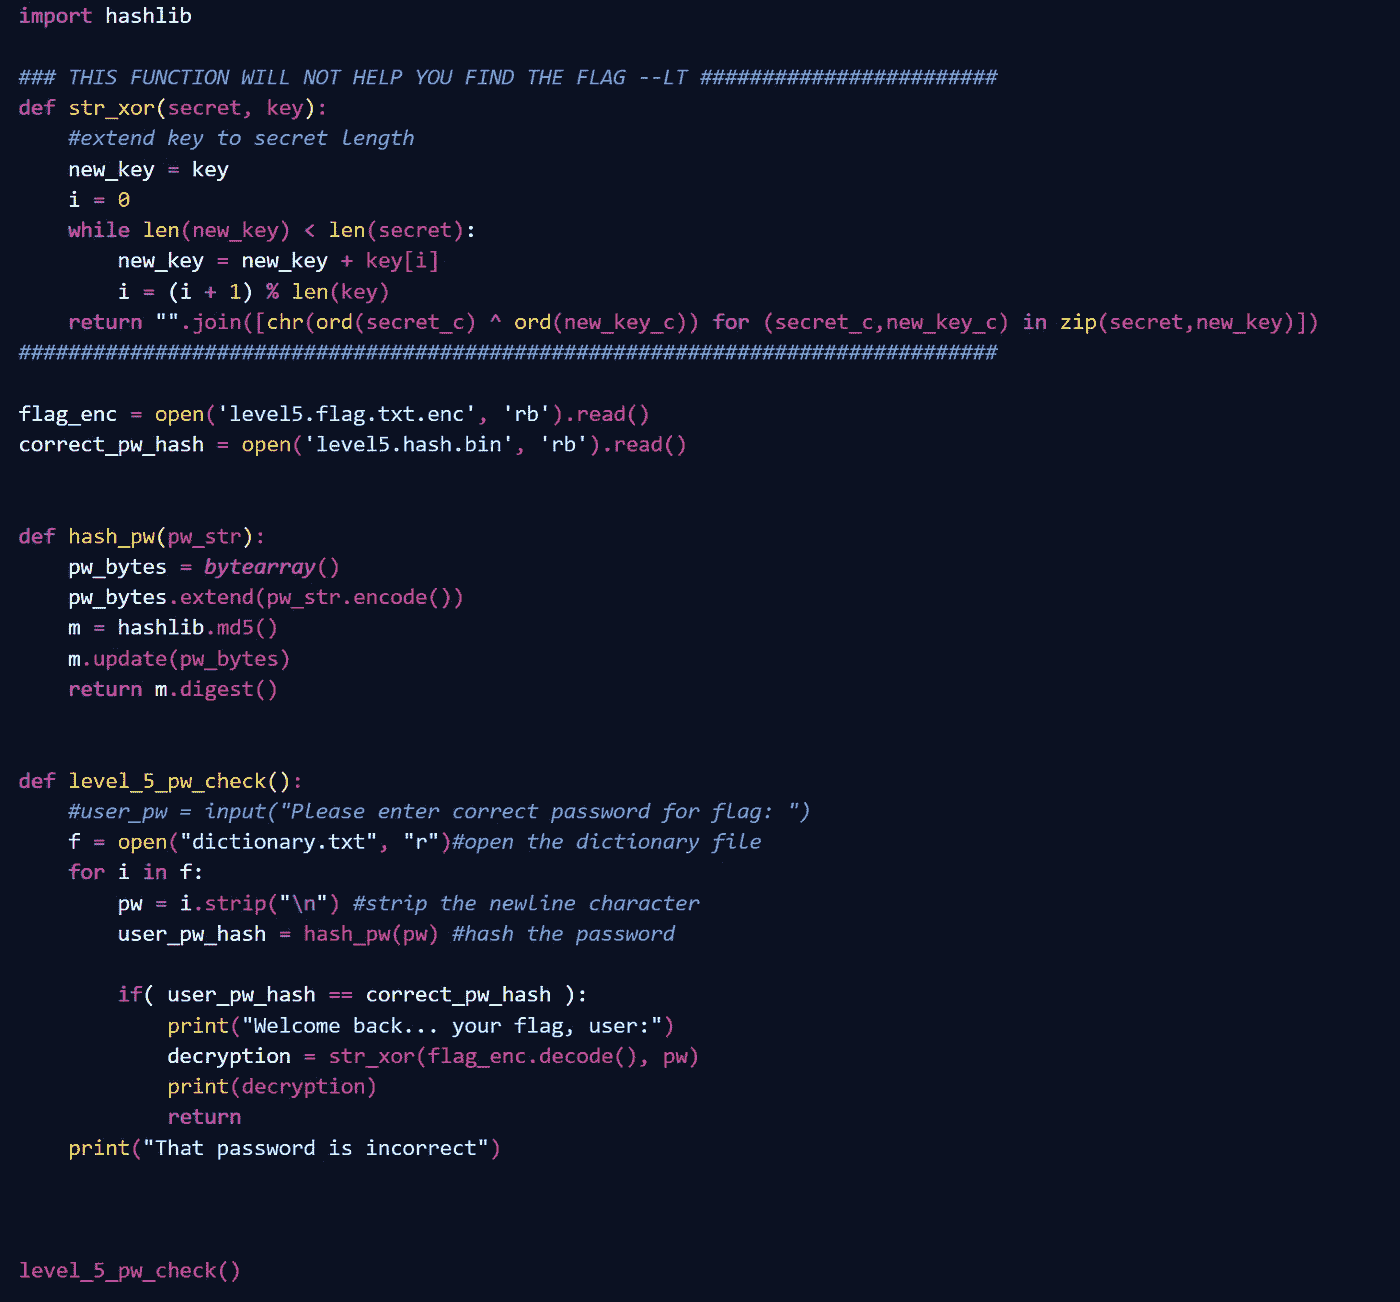 import hashlib
### THIS FUNCTION WILL NOT HELP YOU FIND THE FLAG --LT ########################
def str_xor(secret, key):
    #extend key to secret length
    new_key = key
    i = 0
    while len(new_key) < len(secret):
        new_key = new_key + key[i]
        i = (i + 1) % len(key)
    return "".join([chr(ord(secret_c) ^ ord(new_key_c)) for (secret_c,new_key_c) in zip(secret,new_key)])
###############################################################################
flag_enc = open('level5.flag.txt.enc', 'rb').read()
correct_pw_hash = open('level5.hash.bin', 'rb').read()
def hash_pw(pw_str):
    pw_bytes = bytearray()
    pw_bytes.extend(pw_str.encode())
    m = hashlib.md5()
    m.update(pw_bytes)
    return m.digest()
def level_5_pw_check():
    #user_pw = input("Please enter correct password for flag: ")
    f = open("dictionary.txt", "r")#open the dictionary file
    for i in f:
        pw = i.strip("\n") #strip the newline character
        user_pw_hash = hash_pw(pw) #hash the password
        if( user_pw_hash == correct_pw_hash ):
            print("Welcome back... your flag, user:")
            decryption = str_xor(flag_enc.decode(), pw)
            print(decryption)
            return
    print("That password is incorrect")
level_5_pw_check()